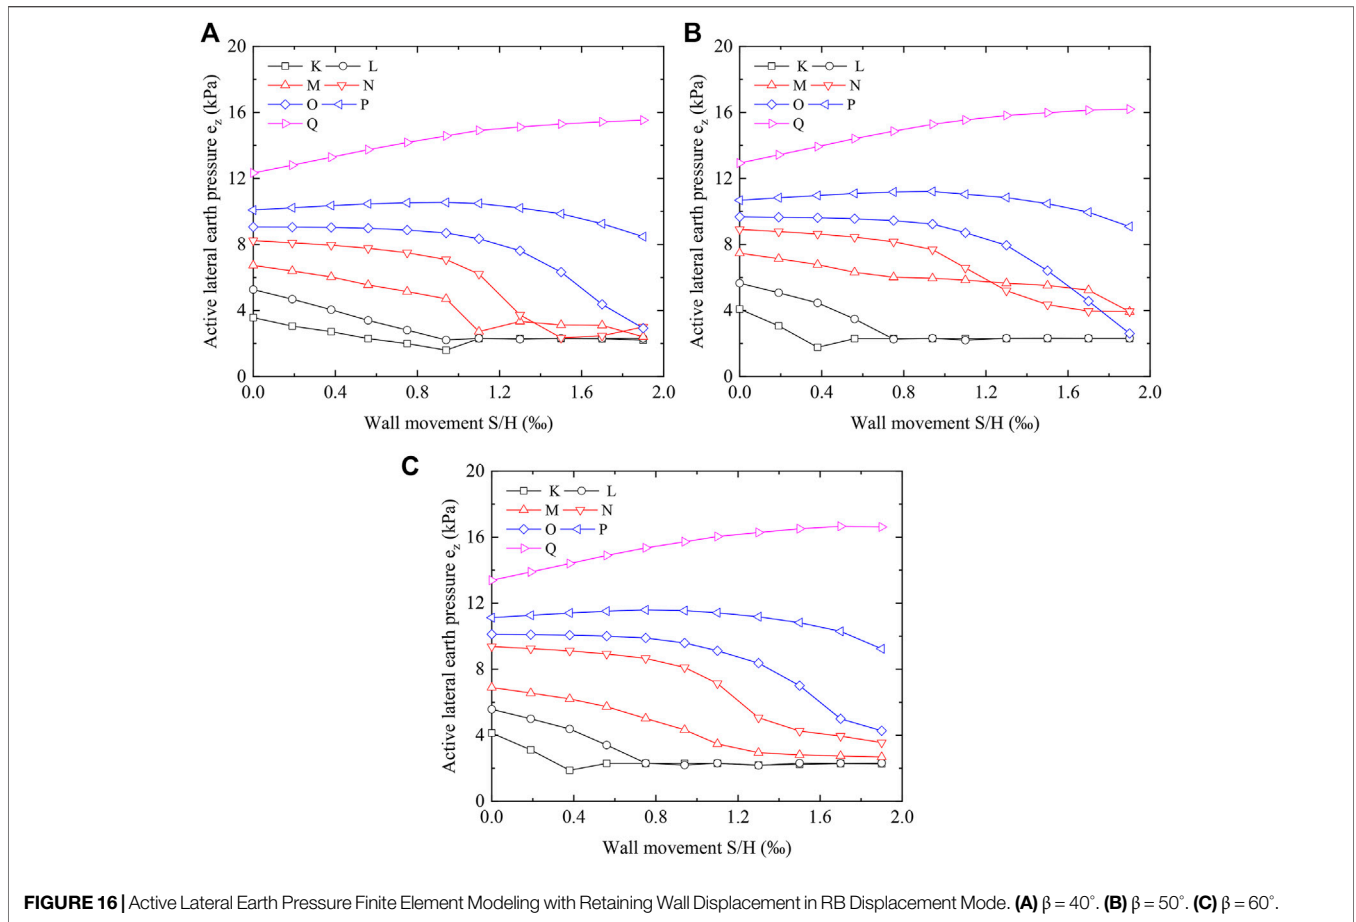 A
Active lateral earth pressure e_z (kPa)
20
16
12
8
4
0
K L
M N
O P
Q
0.0 0.4 0.8 1.2 1.6 2.0
Wall movement S/H (‰)
B
Active lateral earth pressure e_z (kPa)
20
16
12
8
4
0
K L
M N
O P
Q
0.0 0.4 0.8 1.2 1.6 2.0
Wall movement S/H (‰)
C
Active lateral earth pressure e_z (kPa)
20
16
12
8
4
0
K L
M N
O P
Q
0.0 0.4 0.8 1.2 1.6 2.0
Wall movement S/H (‰)
FIGURE 16 | Active Lateral Earth Pressure Finite Element Modeling with Retaining Wall Displacement in RB Displacement Mode. (A) β = 40°. (B) β = 50°. (C) β = 60°.